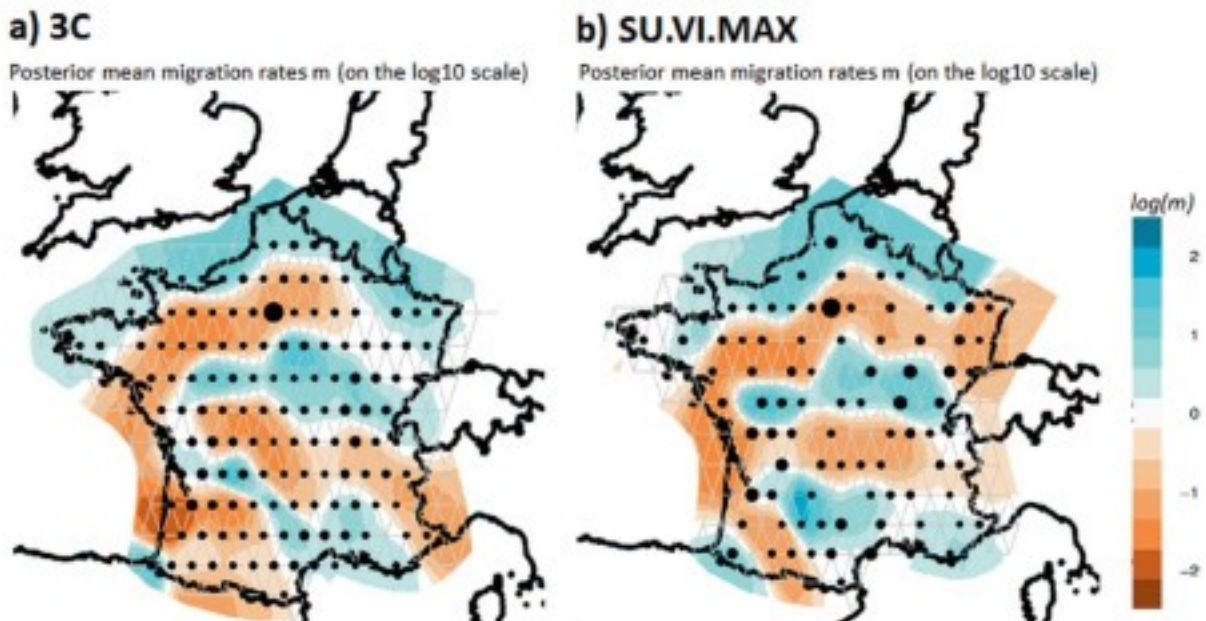 a) 3C
Posterior mean migration rates m (on the log10 scale)
b) SU.VI.MAX
Posterior mean migration rates m (on the log10 scale)
log(m)
2
1
0
−1
−2